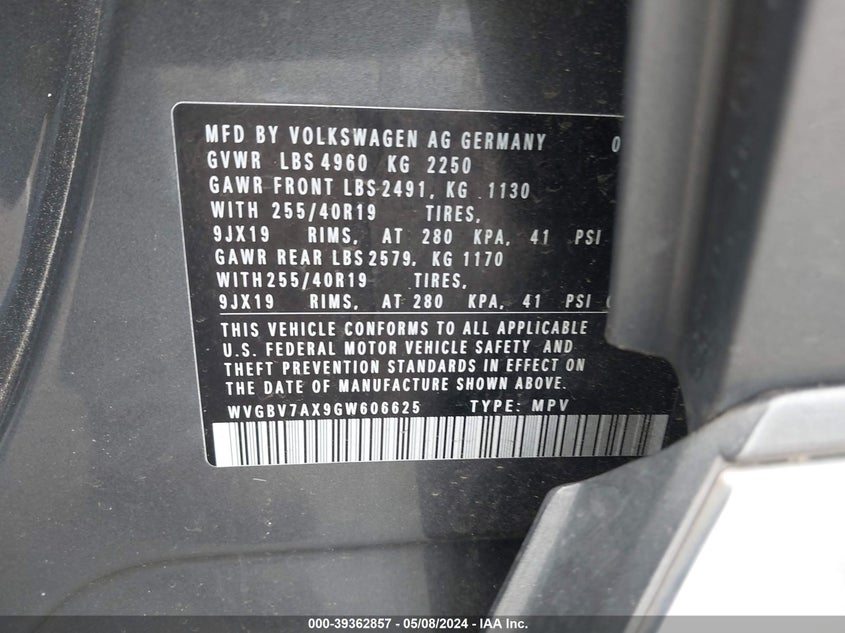 MFD BY VOLKSWAGEN AG GERMANY 0
GVWR LBS 4960 KG 2250
GAWR FRONT LBS 2491, KG 1130
WITH 255/40R19 TIRES,
9JX19 RIMS, AT 280 KPA, 41 PSI
GAWR REAR LBS 2579, KG 1170
WITH 255/40R19 TIRES,
9JX19 RIMS, AT 280 KPA, 41 PSI
THIS VEHICLE CONFORMS TO ALL APPLICABLE
U.S. FEDERAL MOTOR VEHICLE SAFETY AND
THEFT PREVENTION STANDARDS IN EFFECT ON
THE DATE OF MANUFACTURE SHOWN ABOVE.
WVGBV7AX9GW606625 TYPE: MPV
000-39362857 - 05/08/2024 - IAA Inc.